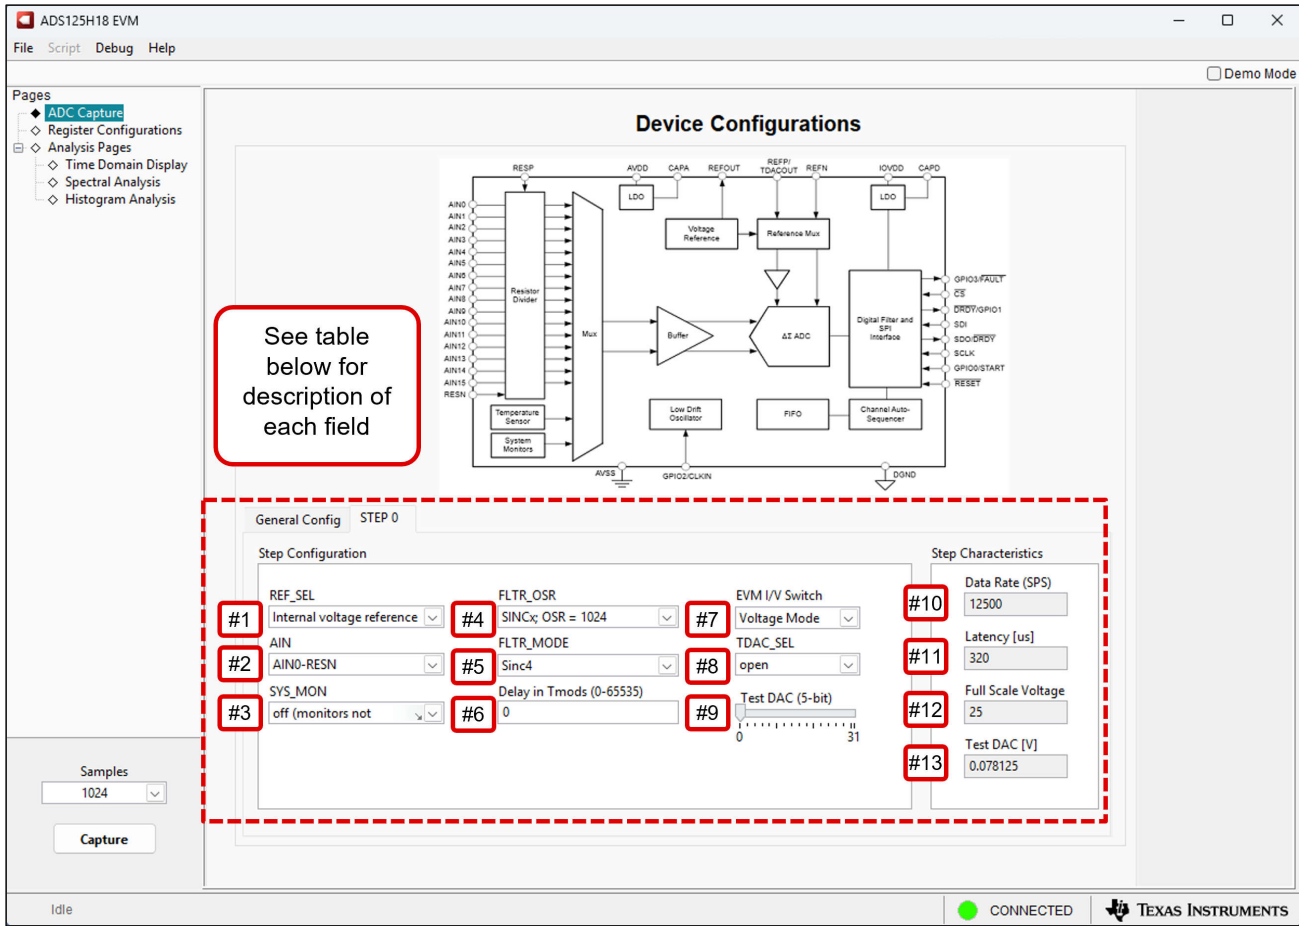 ADS125H18 EVM
File Script Debug Help
Demo Mode
Pages
ADC Capture
Register Configurations
Analysis Pages
Time Domain Display
Spectral Analysis
Histogram Analysis
Device Configurations
RESP AVDD CAPA REFOUT REFP/ TDACOUT REFN IOVDD CAPD
LDO
LDO
AIN0
AIN1
AIN2
AIN3
AIN4
AIN5
AIN6
AIN7
AIN8
AIN9
AIN10
AIN11
AIN12
AIN13
AIN14
AIN15
RESN
Resistor
Divider
Voltage
Reference
Reference Mux
Mux
Buffer
ΔΣ ADC
Digital Filter and
SPI
Interface
GPIO3/FAULT
CS
DRDY/GPIO1
SDI
SDO/DRDY
SCLK
GPIO0/START
RESET
Temperature
Sensor
System
Monitors
Low Drift
Oscillator
FIFO
Channel Auto-
Sequencer
AVSS
GPIO2/CLKIN
DGND
See table
below for
description of
each field
General Config STEP 0
Step Configuration
REF_SEL
#1 Internal voltage reference
AIN
#2 AIN0-RESN
SYS_MON
#3 off (monitors not
FLTR_OSR
#4 SINCx; OSR = 1024
FLTR_MODE
#5 Sinc4
Delay in Tmods (0-65535)
#6 0
EVM I/V Switch
#7 Voltage Mode
TDAC_SEL
#8 open
Test DAC (5-bit)
#9
0 31
Step Characteristics
Data Rate (SPS)
#10 12500
Latency [us]
#11 320
Full Scale Voltage
#12 25
Test DAC [V]
#13 0.078125
Samples
1024
Capture
Idle
CONNECTED
TEXAS INSTRUMENTS